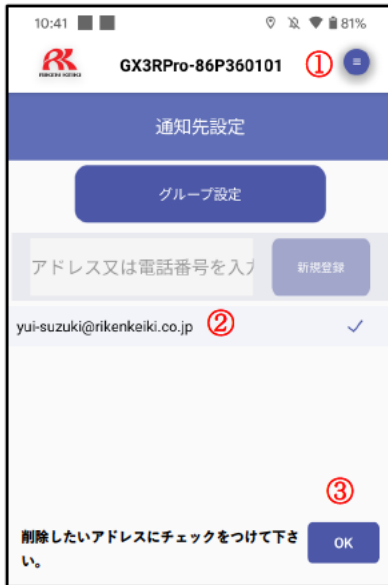 10:41 81%
GX3RPro-86P360101 ①
通知先設定
グループ設定
アドレス又は電話番号を入力 新規登録
yui-suzuki@rikenkeiki.co.jp ②
③
削除したいアドレスにチェックをつけて下さ
い。
OK